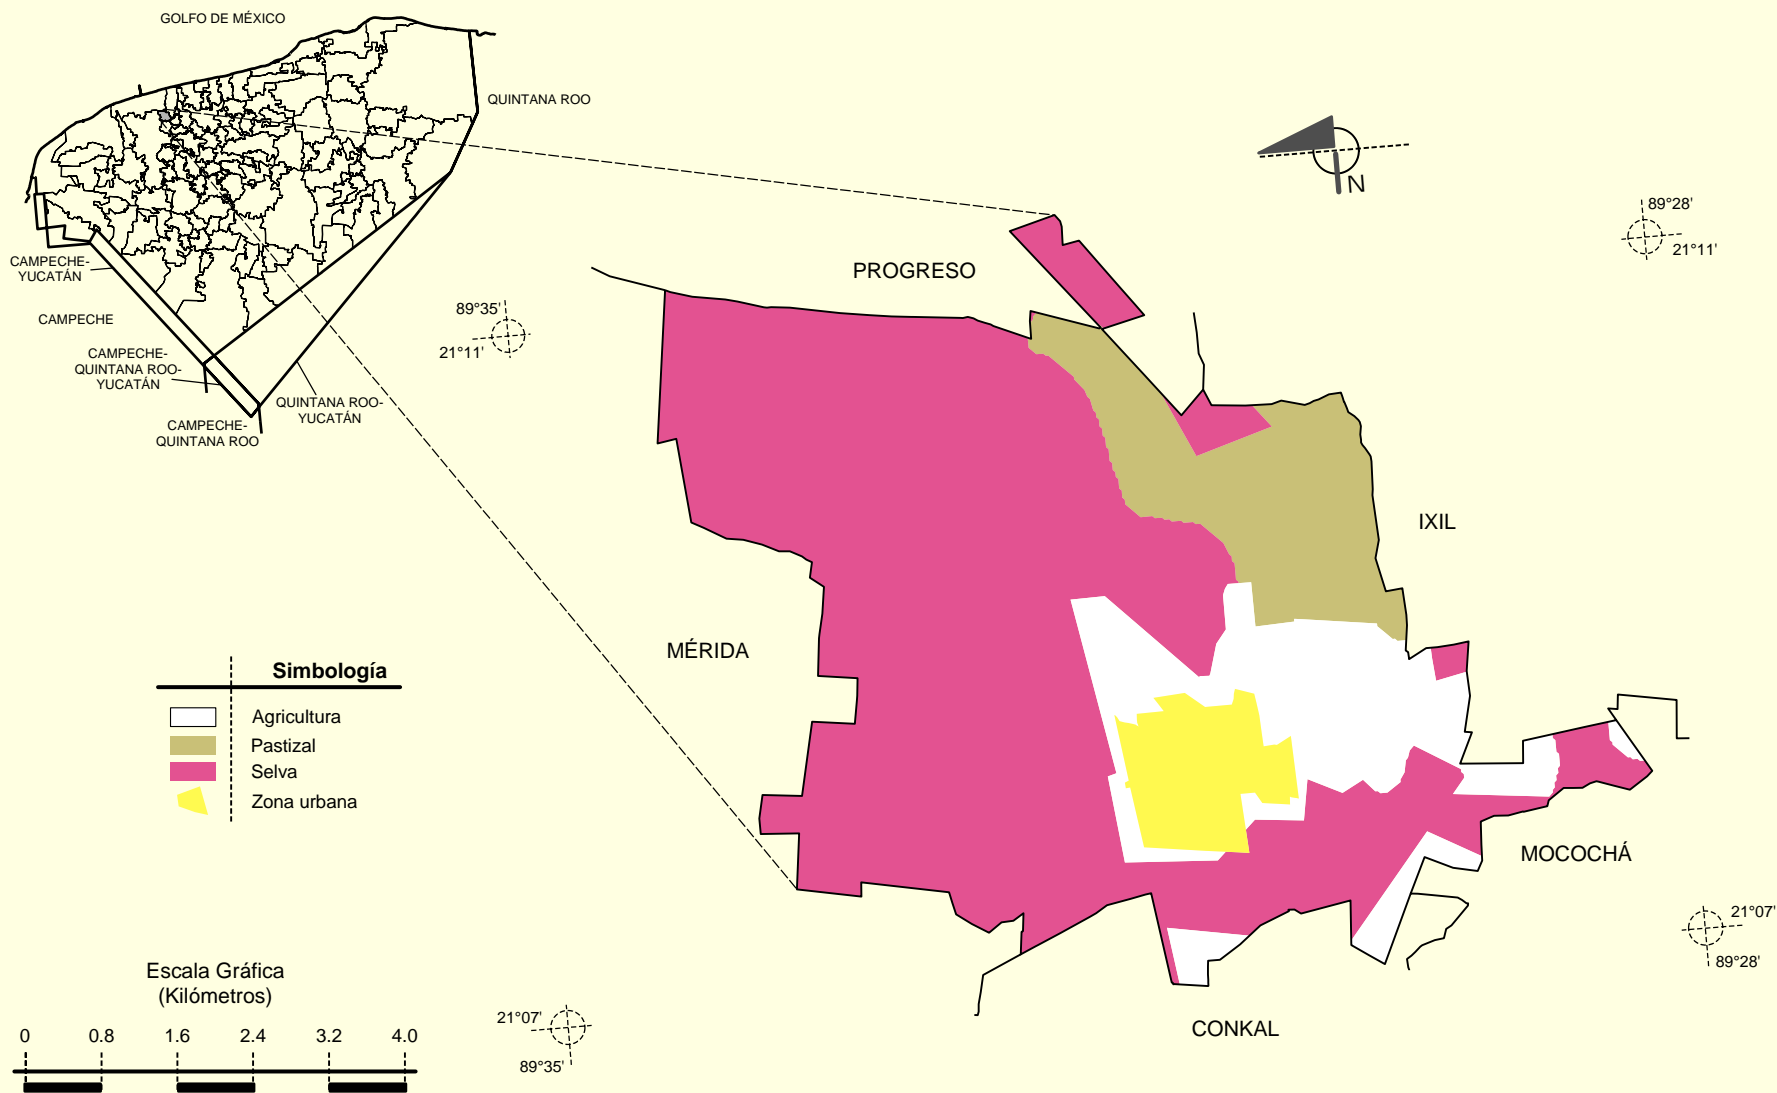 GOLFO DE MÉXICO
QUINTANA ROO
CAMPECHE-
YUCATÁN
CAMPECHE
CAMPECHE-
QUINTANA ROO-
YUCATÁN
QUINTANA ROO-
YUCATÁN
CAMPECHE-
QUINTANA ROO
N
89°28'
21°11'
89°35'
21°11'
PROGRESO
IXIL
MÉRIDA
MOCOCHÁ
CONKAL
21°07'
89°28'
21°07'
89°35'
Simbología
Agricultura
Pastizal
Selva
Zona urbana
Escala Gráfica
(Kilómetros)
0 0.8 1.6 2.4 3.2 4.0